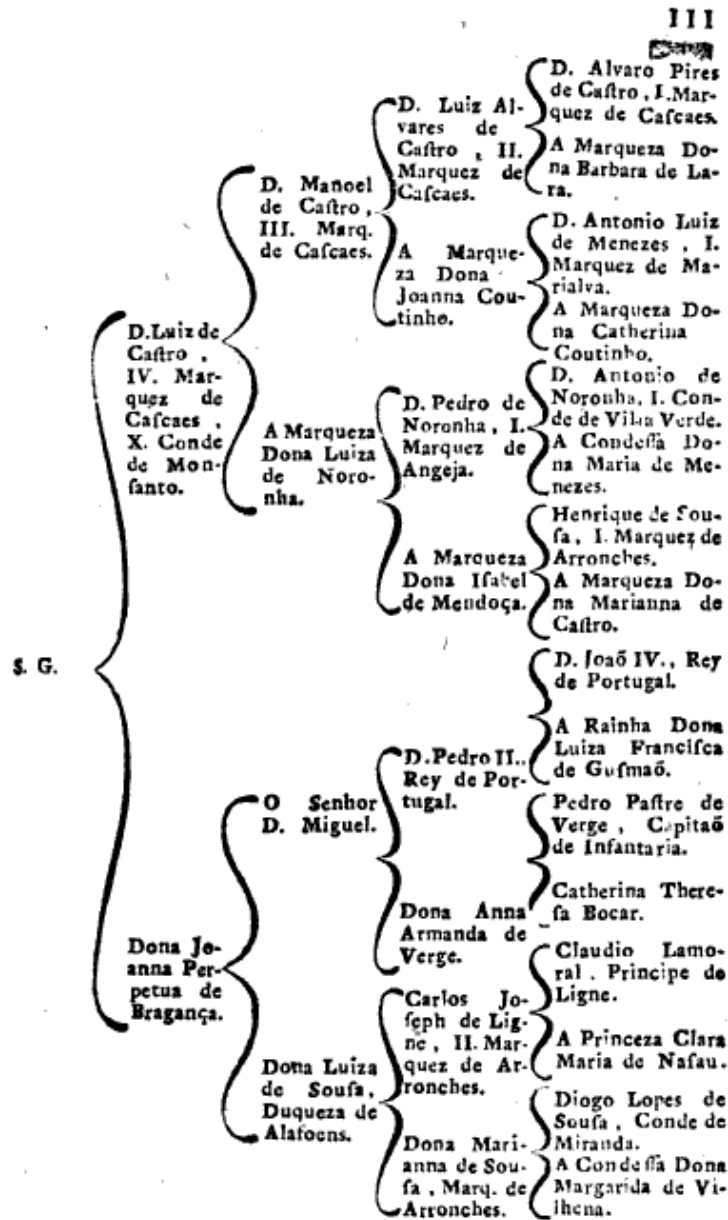 III
D. Alvaro Pires
de Caſtro, I. Mar-
quez de Caſcaes.
A Marqueza Do-
na Barbara de La-
ra.
D. Luiz Al-
vares de
Caſtro, II.
Marquez de
Caſcaes.
D. Manoel
de Caſtro,
III. Marq.
de Caſcaes.
A Marque-
za Dona
Joanna Cou-
tinho.
D. Antonio Luiz
de Menezes, I.
Marquez de Ma-
rialva.
A Marqueza Do-
na Catherina
Coutinho.
D. Luiz de
Caſtro,
IV. Mar-
quez de
Caſcaes,
X. Conde
de Mon-
ſanto.
A Marqueza
Dona Luiza
de Noro-
nha.
D. Pedro de
Noronha, I.
Marquez de
Angeja.
D. Antonio de
Noronha, I. Con-
de de Villa Verde.
A Condeſſa Do-
na Maria de Me-
nezes.
A Marqueza
Dona Iſabel
de Mendoça.
Henrique de Sou-
ſa, I. Marquez de
Arronches.
A Marqueza Do-
na Marianna de
Caſtro.
S. G.
D. Joaõ IV., Rey
de Portugal.
A Rainha Dona
Luiza Franciſca
de Guſmaõ.
D. Pedro II.,
Rey de Por-
tugal.
O Senhor
D. Miguel.
Pedro Paſtre de
Verge, Capitaõ
de Infantaria.
Catherina There-
ſa Bocar.
Dona Anna
Armanda de
Verge.
Dona Jo-
anna Per-
petua de
Bragança.
Claudio Lamo-
ral, Principe de
Ligne.
A Princeza Clara
Maria de Naſau.
Carlos Jo-
ſeph de Lig-
ne, II. Mar-
quez de Ar-
ronches.
Dona Luiza
de Souſa,
Duqueza de
Alafoens.
Dona Mari-
anna de Sou-
ſa, Marq. de
Arronches.
Diogo Lopes de
Souſa, Conde de
Miranda.
A Condeſſa Dona
Margarida de Vi-
lhena.